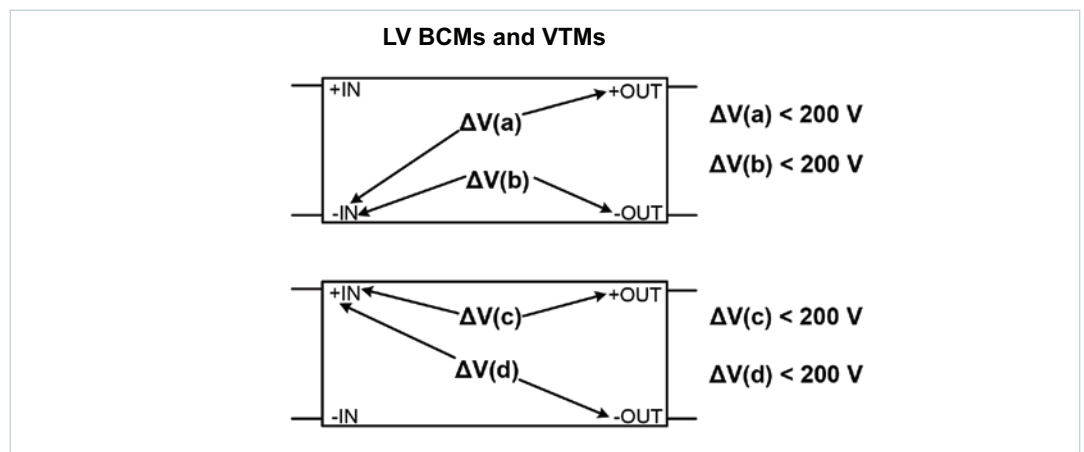 LV BCMs and VTMs
+IN
+OUT
ΔV(a)
ΔV(a) < 200 V
ΔV(b) < 200 V
ΔV(b)
-IN
-OUT
+IN
+OUT
ΔV(c)
ΔV(c) < 200 V
ΔV(d)
ΔV(d) < 200 V
-IN
-OUT